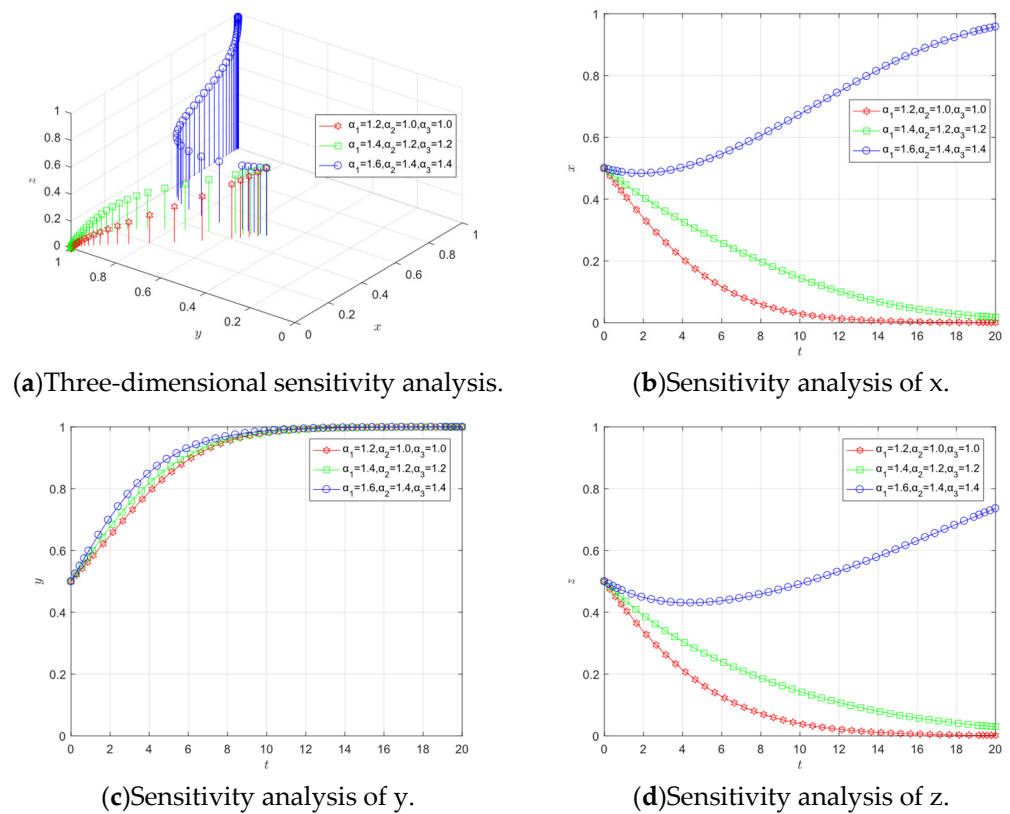 1
0.8
0.6
0.4
0.2
0
z
1
0.8
0.6
0.4
0.2
0
y
0
0.2
0.4
0.6
0.8
1
x
α1=1.2,α2=1.0,α3=1.0
α1=1.4,α2=1.2,α3=1.2
α1=1.6,α2=1.4,α3=1.4
(a)Three-dimensional sensitivity analysis.
1
0.8
0.6
0.4
0.2
0
x
0 2 4 6 8 10 12 14 16 18 20
t
α1=1.2,α2=1.0,α3=1.0
α1=1.4,α2=1.2,α3=1.2
α1=1.6,α2=1.4,α3=1.4
(b)Sensitivity analysis of x.
1
0.8
0.6
0.4
0.2
0
y
0 2 4 6 8 10 12 14 16 18 20
t
α1=1.2,α2=1.0,α3=1.0
α1=1.4,α2=1.2,α3=1.2
α1=1.6,α2=1.4,α3=1.4
(c)Sensitivity analysis of y.
1
0.8
0.6
0.4
0.2
0
z
0 2 4 6 8 10 12 14 16 18 20
t
α1=1.2,α2=1.0,α3=1.0
α1=1.4,α2=1.2,α3=1.2
α1=1.6,α2=1.4,α3=1.4
(d)Sensitivity analysis of z.